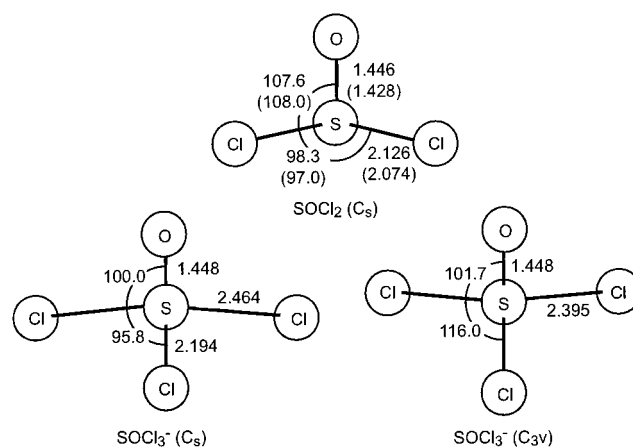 O
107.6
(108.0)
1.446
(1.428)
Cl
S
Cl
98.3
(97.0)
2.126
(2.074)
SOCl₂ (Cₛ)
O
100.0
1.448
Cl
S
2.464
Cl
95.8
2.194
Cl
SOCl₃⁻ (Cₛ)
O
101.7
1.448
Cl
S
Cl
2.395
116.0
Cl
SOCl₃⁻ (C₃ᵥ)